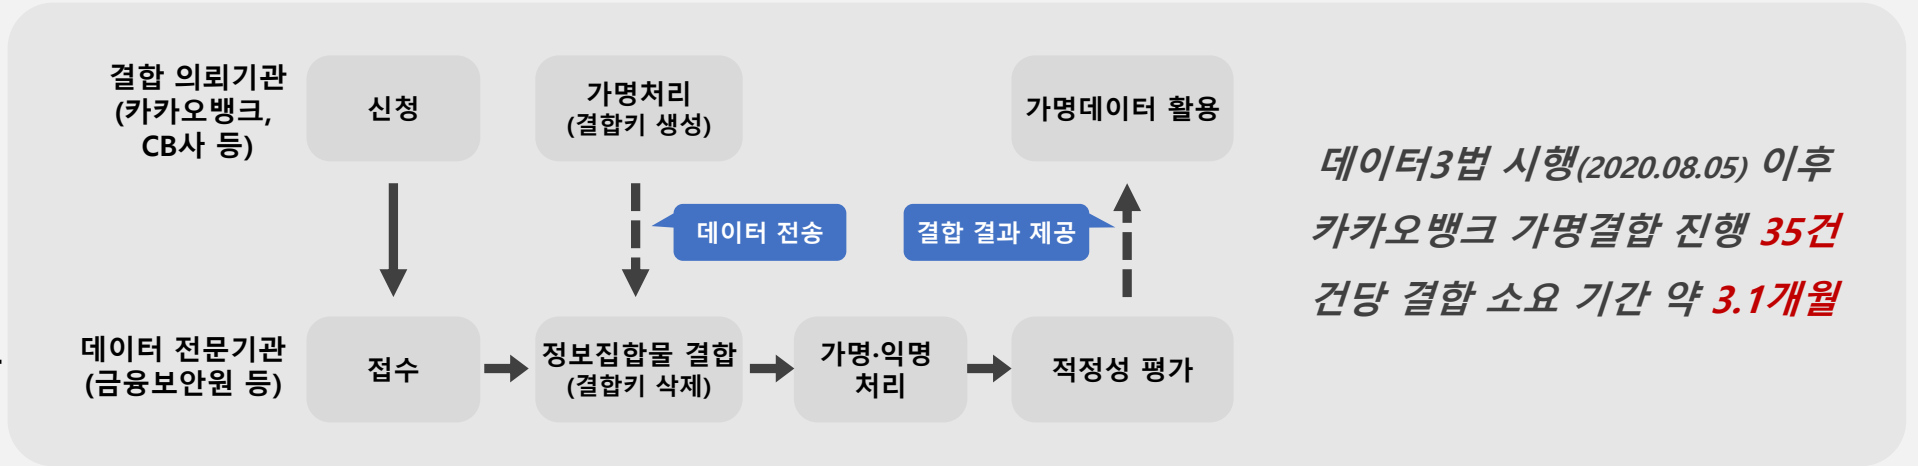 결합 의뢰기관
(카카오뱅크,
CB사 등)
신청
가명처리
(결합키 생성)
가명데이터 활용
데이터 전송
결합 결과 제공
데이터 전문기관
(금융보안원 등)
접수
정보집합물 결합
(결합키 삭제)
가명·익명
처리
적정성 평가
데이터3법 시행(2020.08.05) 이후
카카오뱅크 가명결합 진행 35건
건당 결합 소요 기간 약 3.1개월